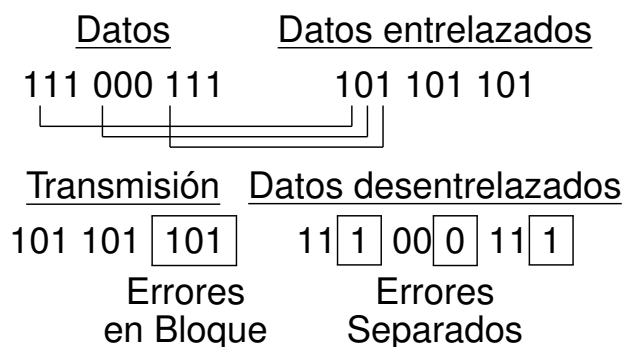 Datos Datos entrelazados
111 000 111 101 101 101
Transmisión Datos desentrelazados
101 101 101 11 1 00 0 11 1
Errores Errores
en Bloque Separados